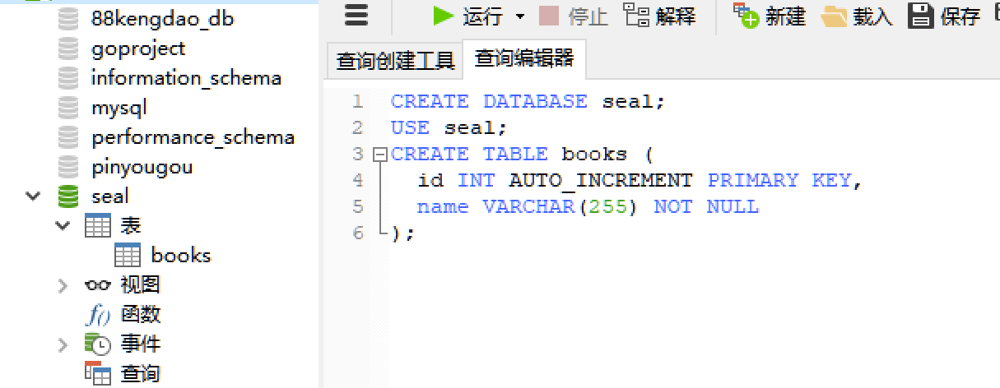 88kengdao_db
goproject
information_schema
mysql
performance_schema
pinyougou
seal
表
books
视图
f() 函数
事件
查询
运行 停止 解释 新建 载入 保存
查询创建工具 查询编辑器
1 CREATE DATABASE seal;
2 USE seal;
3 CREATE TABLE books (
4 id INT AUTO_INCREMENT PRIMARY KEY,
5 name VARCHAR(255) NOT NULL
6 );